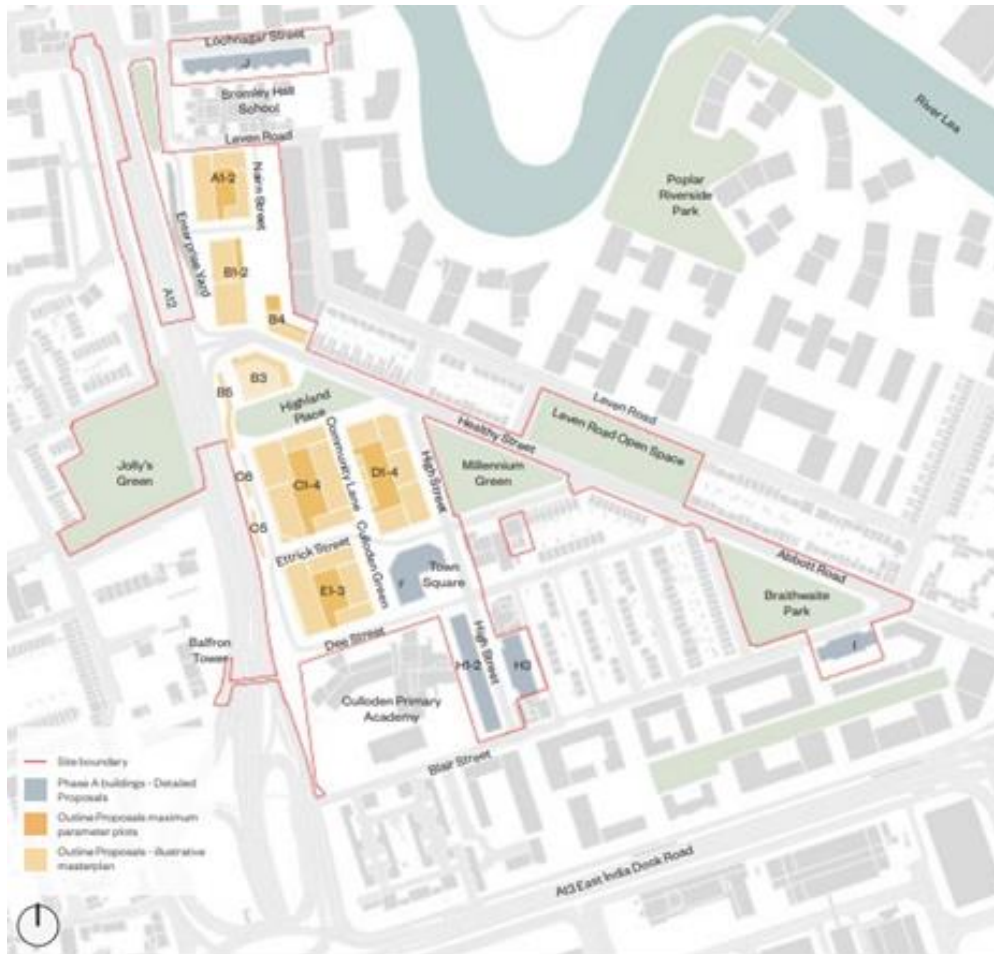 Lochnagar Street
J
Bromley Hall
School
Leven Road
River Lea
A1-2
Nairn Street
Poplar
Riverside
Park
Enterprise Yard
B1-2
A12
B4
B5
B3
Highland
Place
Leven Road
Healthy Street
Leven Road Open Space
Community Lane
D1-4
High Street
Jolly's
Green
C6
C1-4
Millennium
Green
C5
Ettrick Street
Culloden Green
F
Town
Square
Abbott Road
E1-3
Braithwaite
Park
Dee Street
Balfron
Tower
H1-2
High Street
H3
I
Culloden Primary
Academy
Blair Street
Site boundary
Phase A buildings - Detailed
Proposals
Outline Proposals maximum
parameter plots
Outline Proposals - illustrative
masterplan
A13 East India Dock Road